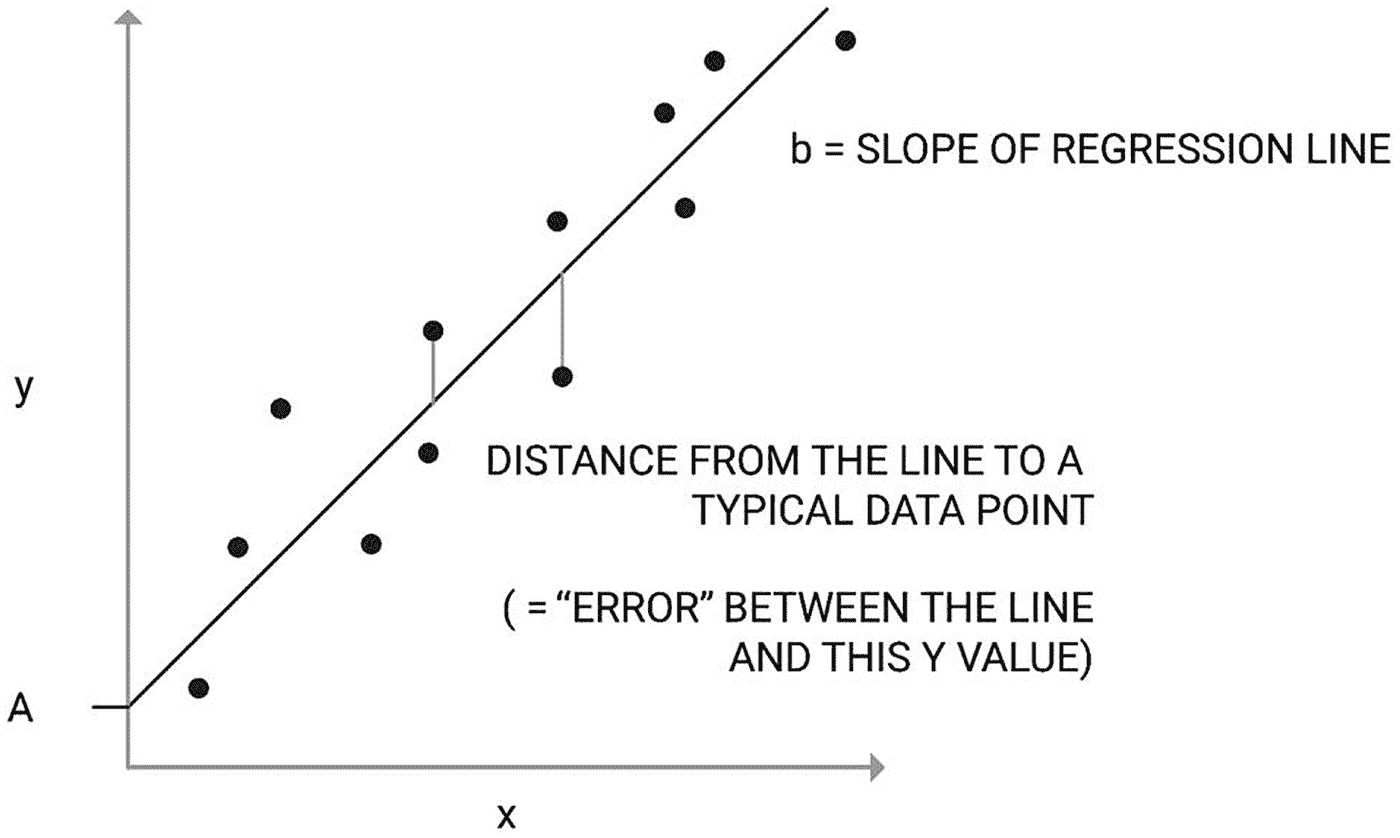 b = SLOPE OF REGRESSION LINE
y
DISTANCE FROM THE LINE TO A
TYPICAL DATA POINT
( = “ERROR” BETWEEN THE LINE
AND THIS Y VALUE)
A
x